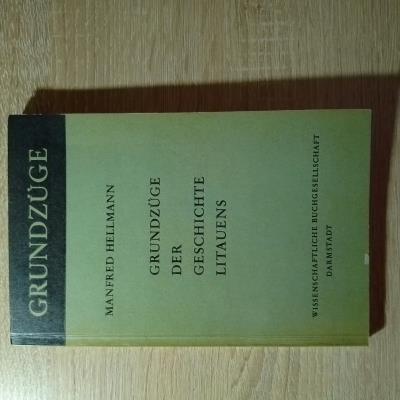 GRUNDZÜGE
MANFRED HELLMANN
GRUNDZÜGE
DER
GESCHICHTE
LITAUENS
WISSENSCHAFTLICHE BUCHGESELLSCHAFT
DARMSTADT